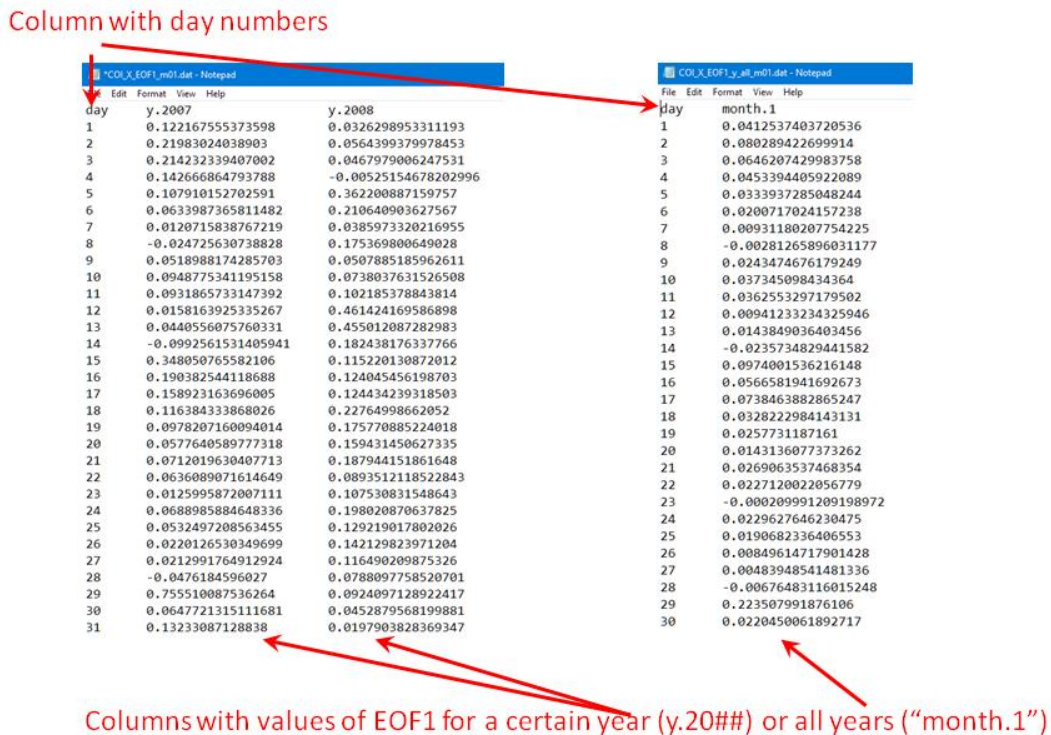 Column with day numbers
*COI_X_EOF1_m01.dat - Notepad
File Edit Format View Help
day y.2007 y.2008
1 0.122167555373598 0.0326298953311193
2 0.21983024038903 0.0564399379978453
3 0.214232339407002 0.0467979006247531
4 0.142666864793788 -0.00525154678202996
5 0.107910152702591 0.362200887159757
6 0.0633987365811482 0.210640903627567
7 0.0120715838767219 0.0385973320216955
8 -0.024725630738828 0.175369800649028
9 0.0518988174285703 0.0507885185962611
10 0.0948775341195158 0.0738037631526508
11 0.0931865733147392 0.102185378843814
12 0.0158163925335267 0.461424169586898
13 0.0440556075760331 0.455012087282983
14 -0.0992561531405941 0.182438176337766
15 0.348050765582106 0.115220130872012
16 0.190382544118688 0.124045456198703
17 0.158923163696005 0.124434239318503
18 0.116384333868026 0.22764998662052
19 0.0978207160094014 0.175770885224018
20 0.0577640589777318 0.159431450627335
21 0.0712019630407713 0.187944151861648
22 0.0636089071614649 0.0893512118522843
23 0.0125995872007111 0.107530831548643
24 0.0688985884648336 0.198020870637825
25 0.0532497208563455 0.129219017802026
26 0.0220126530349699 0.142129823971204
27 0.0212991764912924 0.116490209875326
28 -0.0476184596027 0.0788097758520701
29 0.755510087536264 0.0924097128922417
30 0.0647721315111681 0.0452879568199881
31 0.13233087128838 0.0197903828369347
COI_X_EOF1_y_all_m01.dat - Notepad
File Edit Format View Help
day month.1
1 0.0412537403720536
2 0.080289422699914
3 0.0646207429983758
4 0.0453394405922089
5 0.0333937285048244
6 0.0200717024157238
7 0.00931180207754225
8 -0.00281265896031177
9 0.0243474676179249
10 0.037345098434364
11 0.0362553297179502
12 0.00941233234325946
13 0.0143849036403456
14 -0.0235734829441582
15 0.0974001536216148
16 0.0566581941692673
17 0.0738463882865247
18 0.0328222984143131
19 0.0257731187161
20 0.0143136077373262
21 0.0269063537468354
22 0.0227120022056779
23 -0.000209991209198972
24 0.0229627646230475
25 0.0190682336406553
26 0.00849614717901428
27 0.00483948541481336
28 -0.00676483116015248
29 0.223507991876106
30 0.0220450061892717
Columns with values of EOF1 for a certain year (y.20##) or all years (“month.1”)